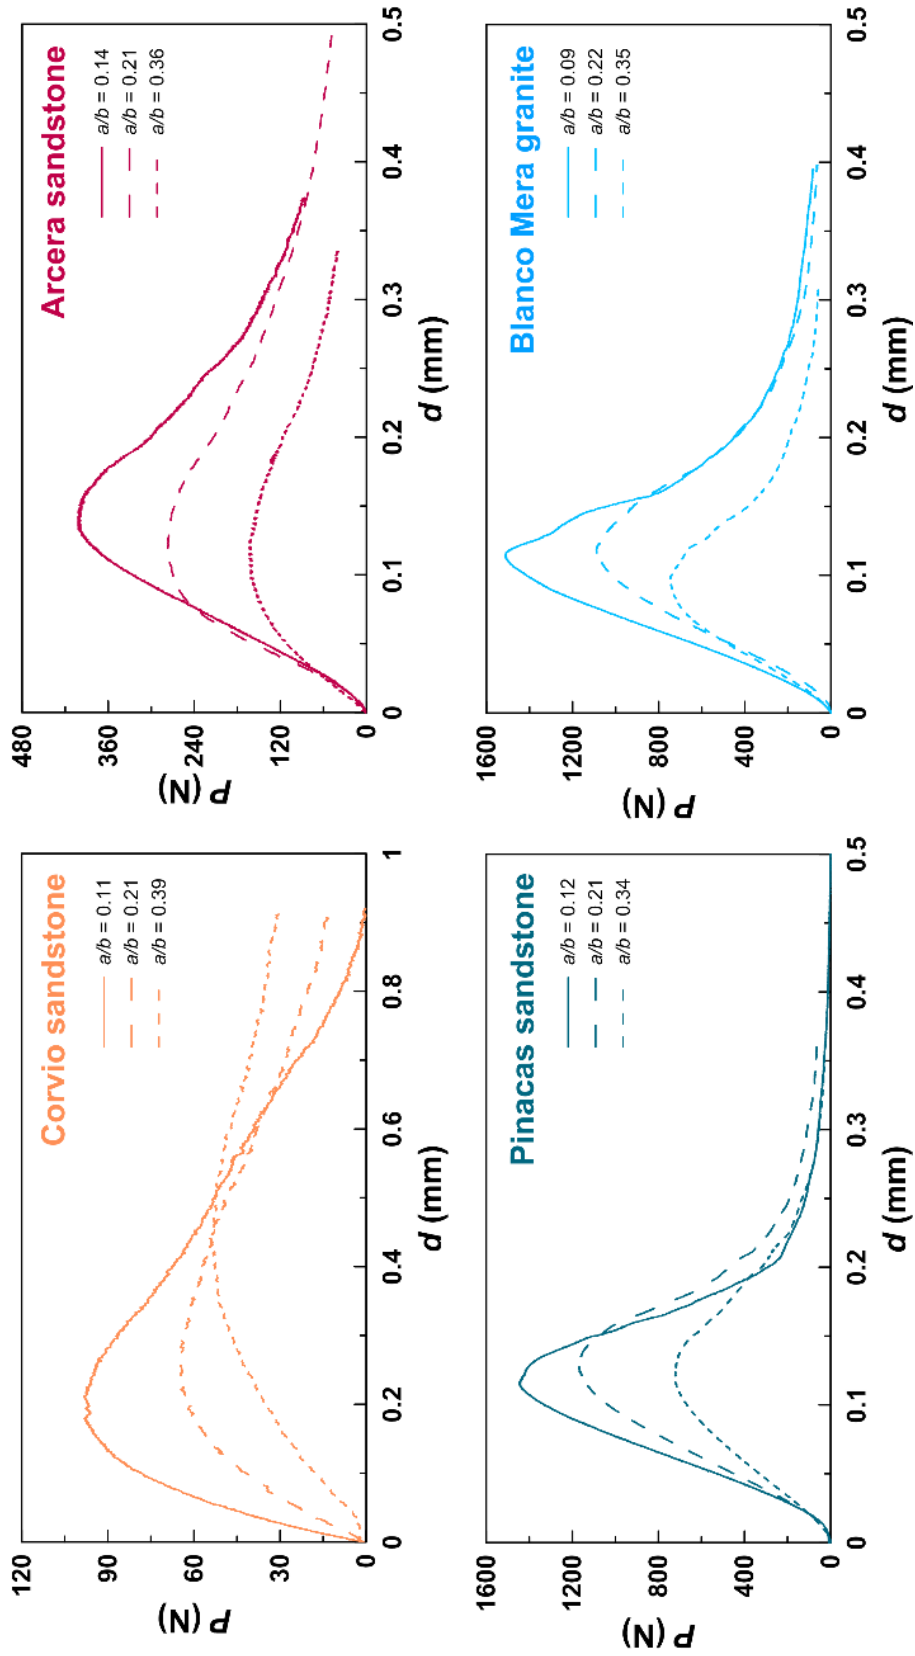 Corvio sandstone
a/b = 0.11
a/b = 0.21
a/b = 0.39
120
90
60
30
0
P (N)
0
0.2
0.4
0.6
0.8
1
d (mm)
Arcera sandstone
a/b = 0.14
a/b = 0.21
a/b = 0.36
480
360
240
120
0
P (N)
0
0.1
0.2
0.3
0.4
0.5
d (mm)
Pinacas sandstone
a/b = 0.12
a/b = 0.21
a/b = 0.34
1600
1200
800
400
0
P (N)
0
0.1
0.2
0.3
0.4
0.5
d (mm)
Blanco Mera granite
a/b = 0.09
a/b = 0.22
a/b = 0.35
1600
1200
800
400
0
P (N)
0
0.1
0.2
0.3
0.4
0.5
d (mm)